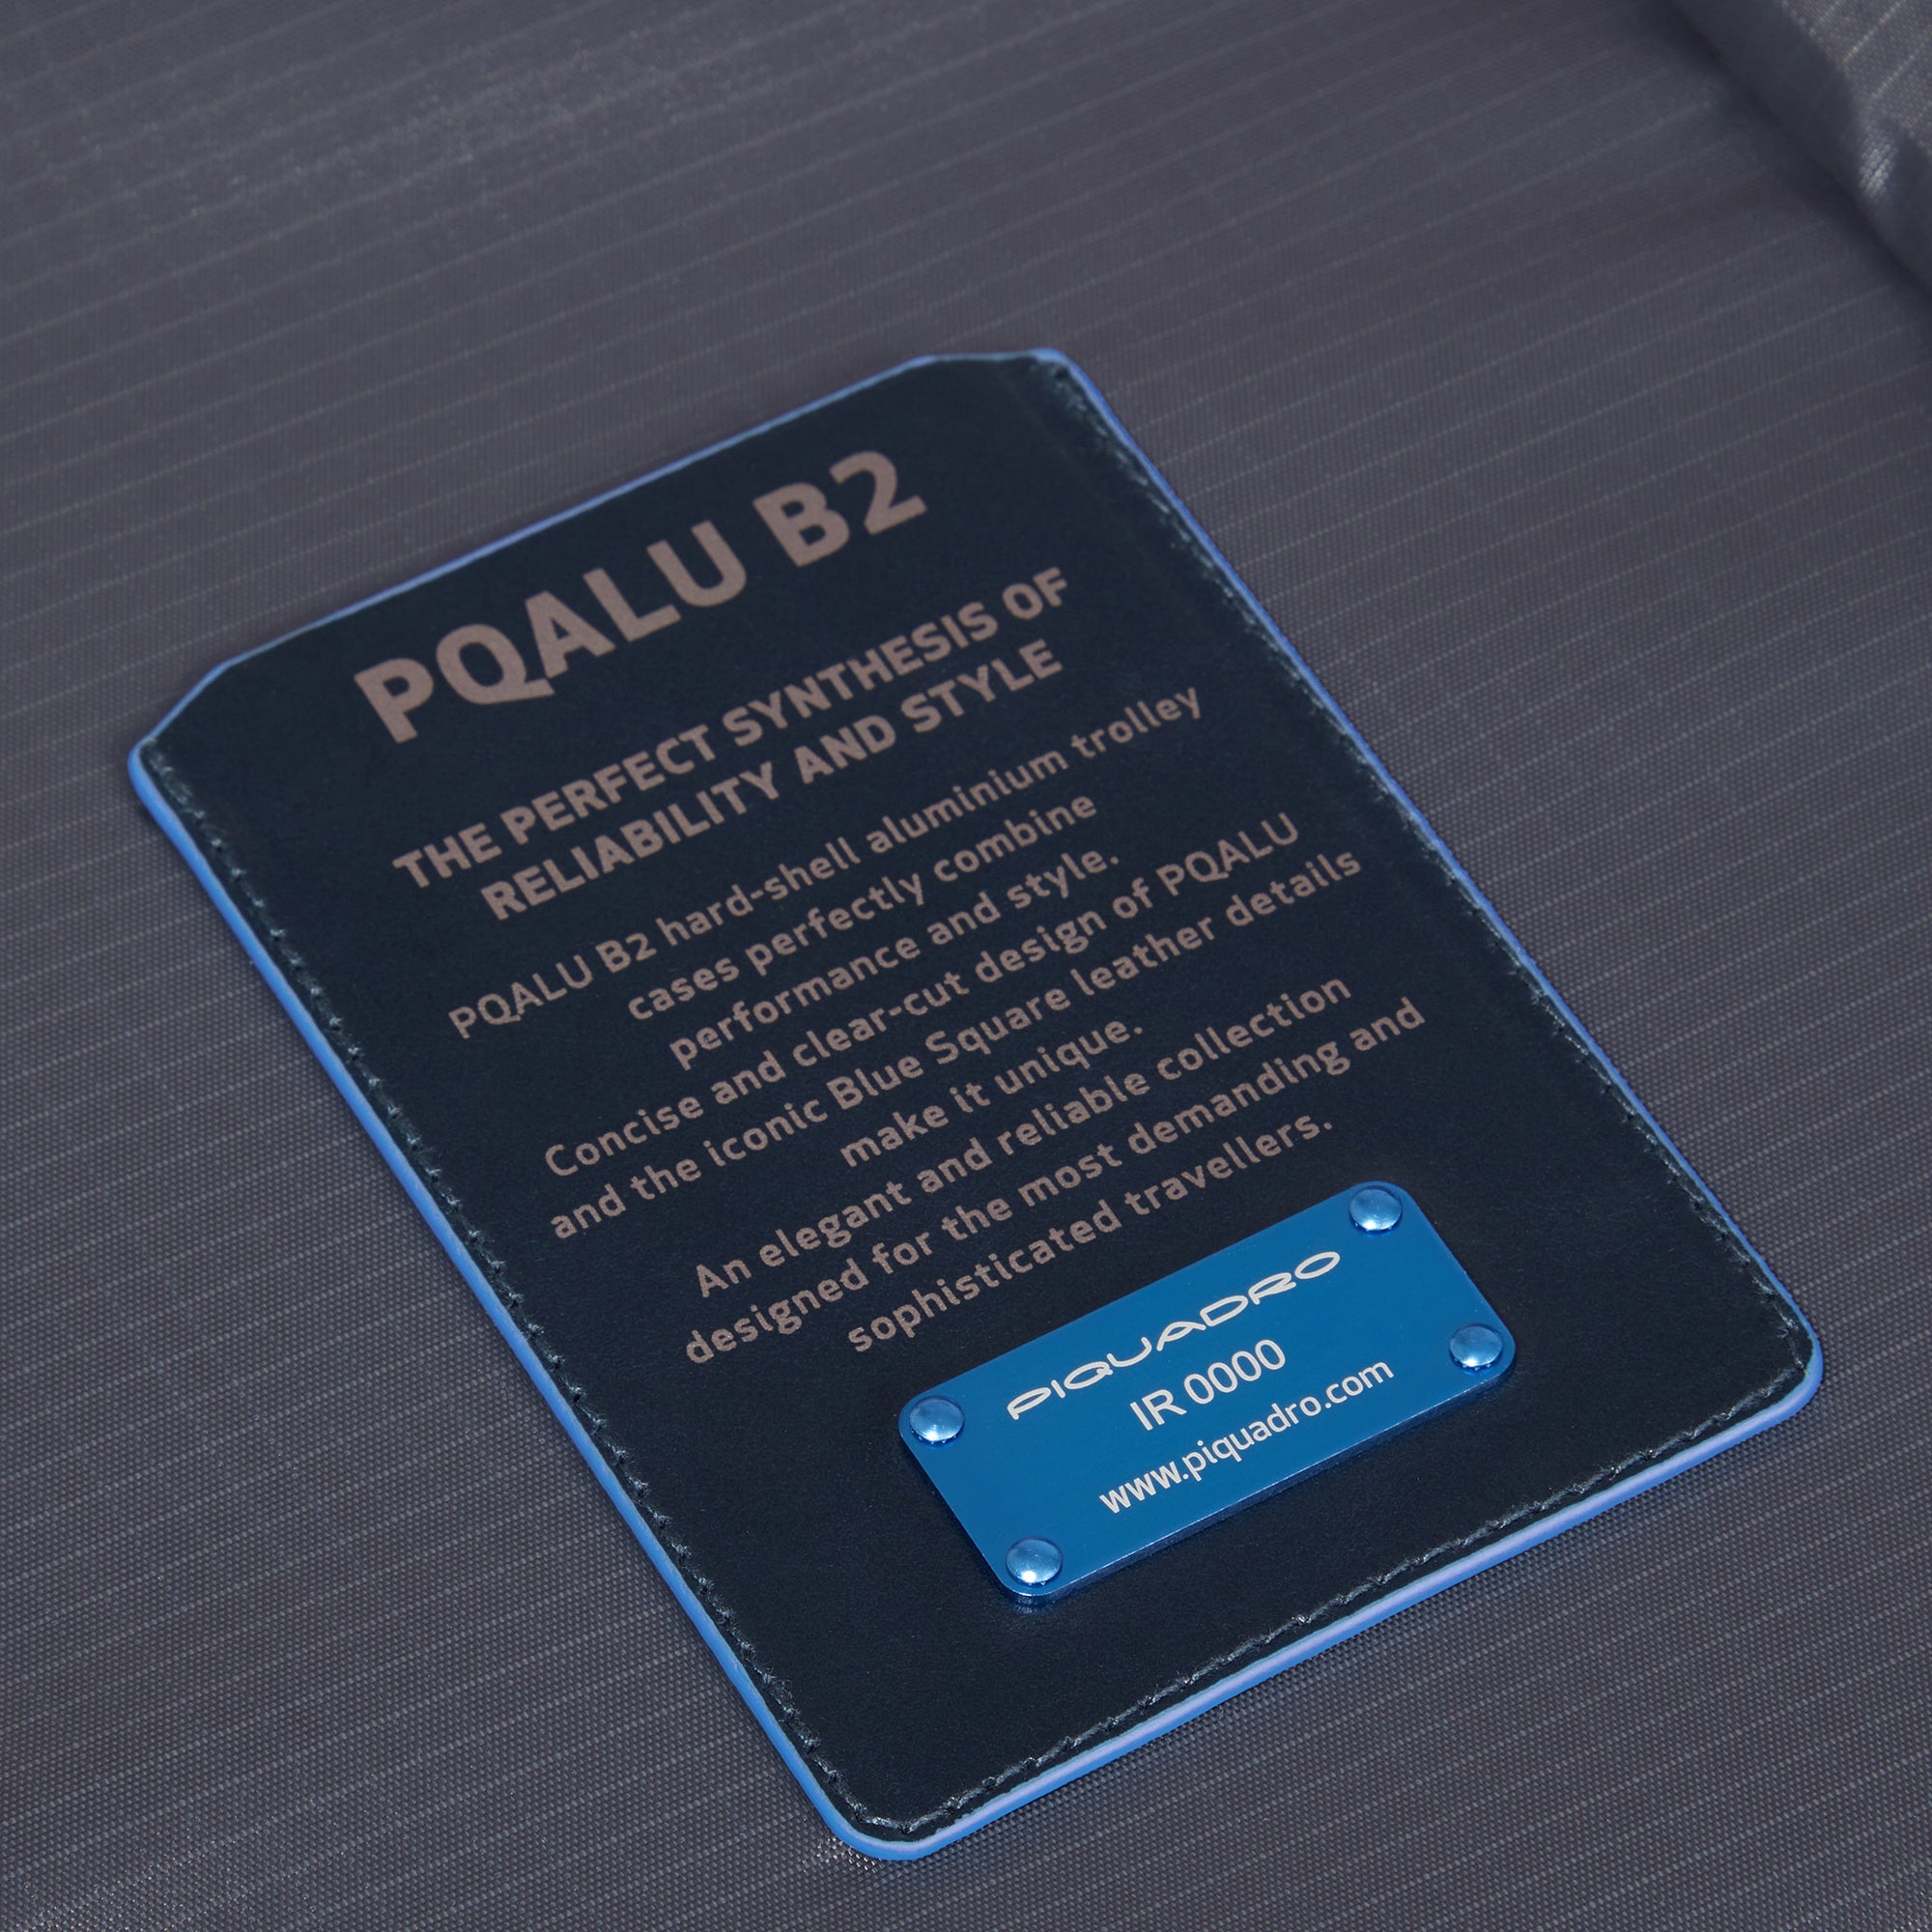 PQALU B2
THE PERFECT SYNTHESIS OF
RELIABILITY AND STYLE
PQALU B2 hard-shell aluminium trolley
cases perfectly combine
performance and style.
Concise and clear-cut design of PQALU
and the iconic Blue Square leather details
make it unique.
An elegant and reliable collection
designed for the most demanding and
sophisticated travellers.
PIQUADRO
IR 0000
www.piquadro.com